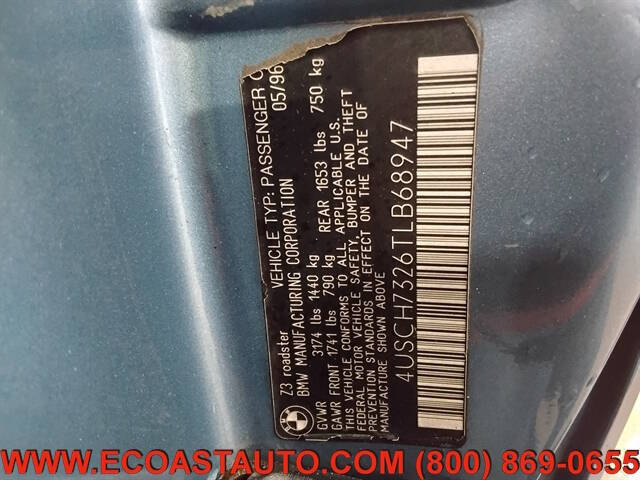 Z3 roadster VEHICLE TYP: PASSENGER C
BMW MANUFACTURING CORPORATION 05/96
GVWR 3174 lbs 1440 kg
GAWR FRONT 1741 lbs 790 kg REAR 1653 lbs 750 kg
THIS VEHICLE CONFORMS TO ALL APPLICABLE U.S.
FEDERAL MOTOR VEHICLE SAFETY, BUMPER AND THEFT
PREVENTION STANDARDS IN EFFECT ON THE DATE OF
MANUFACTURE SHOWN ABOVE
4USCH7326TLB68947
WWW.ECOASTAUTO.COM (800) 869-0655